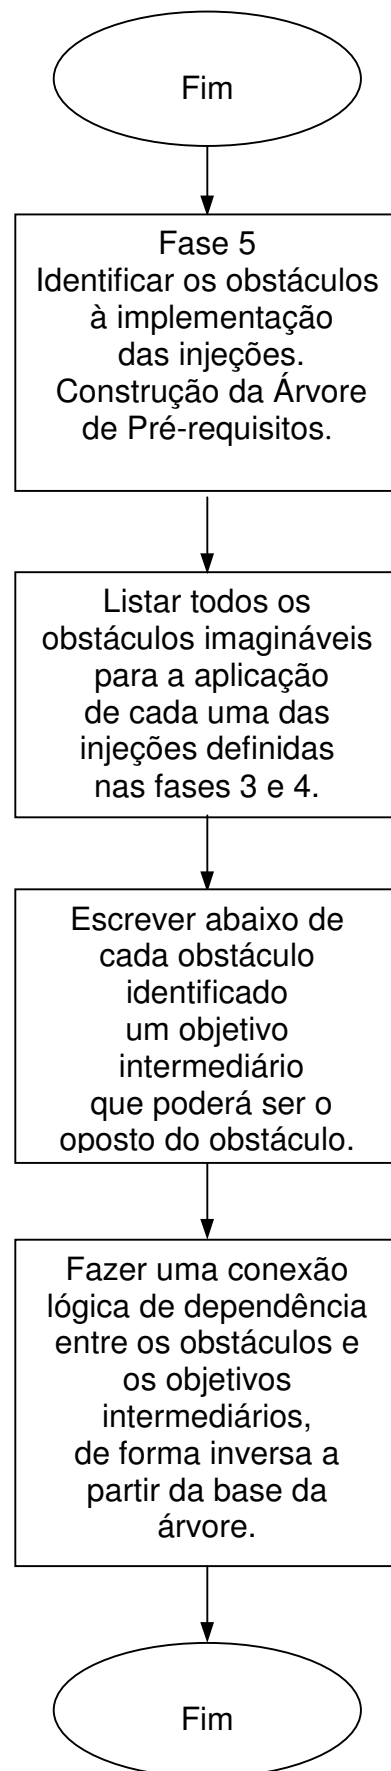 Fim
Fase 5
Identificar os obstáculos
à implementação
das injeções.
Construção da Árvore
de Pré-requisitos.
Listar todos os
obstáculos imagináveis
para a aplicação
de cada uma das
injeções definidas
nas fases 3 e 4.
Escrever abaixo de
cada obstáculo
identificado
um objetivo
intermediário
que poderá ser o
oposto do obstáculo.
Fazer uma conexão
lógica de dependência
entre os obstáculos e
os objetivos
intermediários,
de forma inversa a
partir da base da
árvore.
Fim